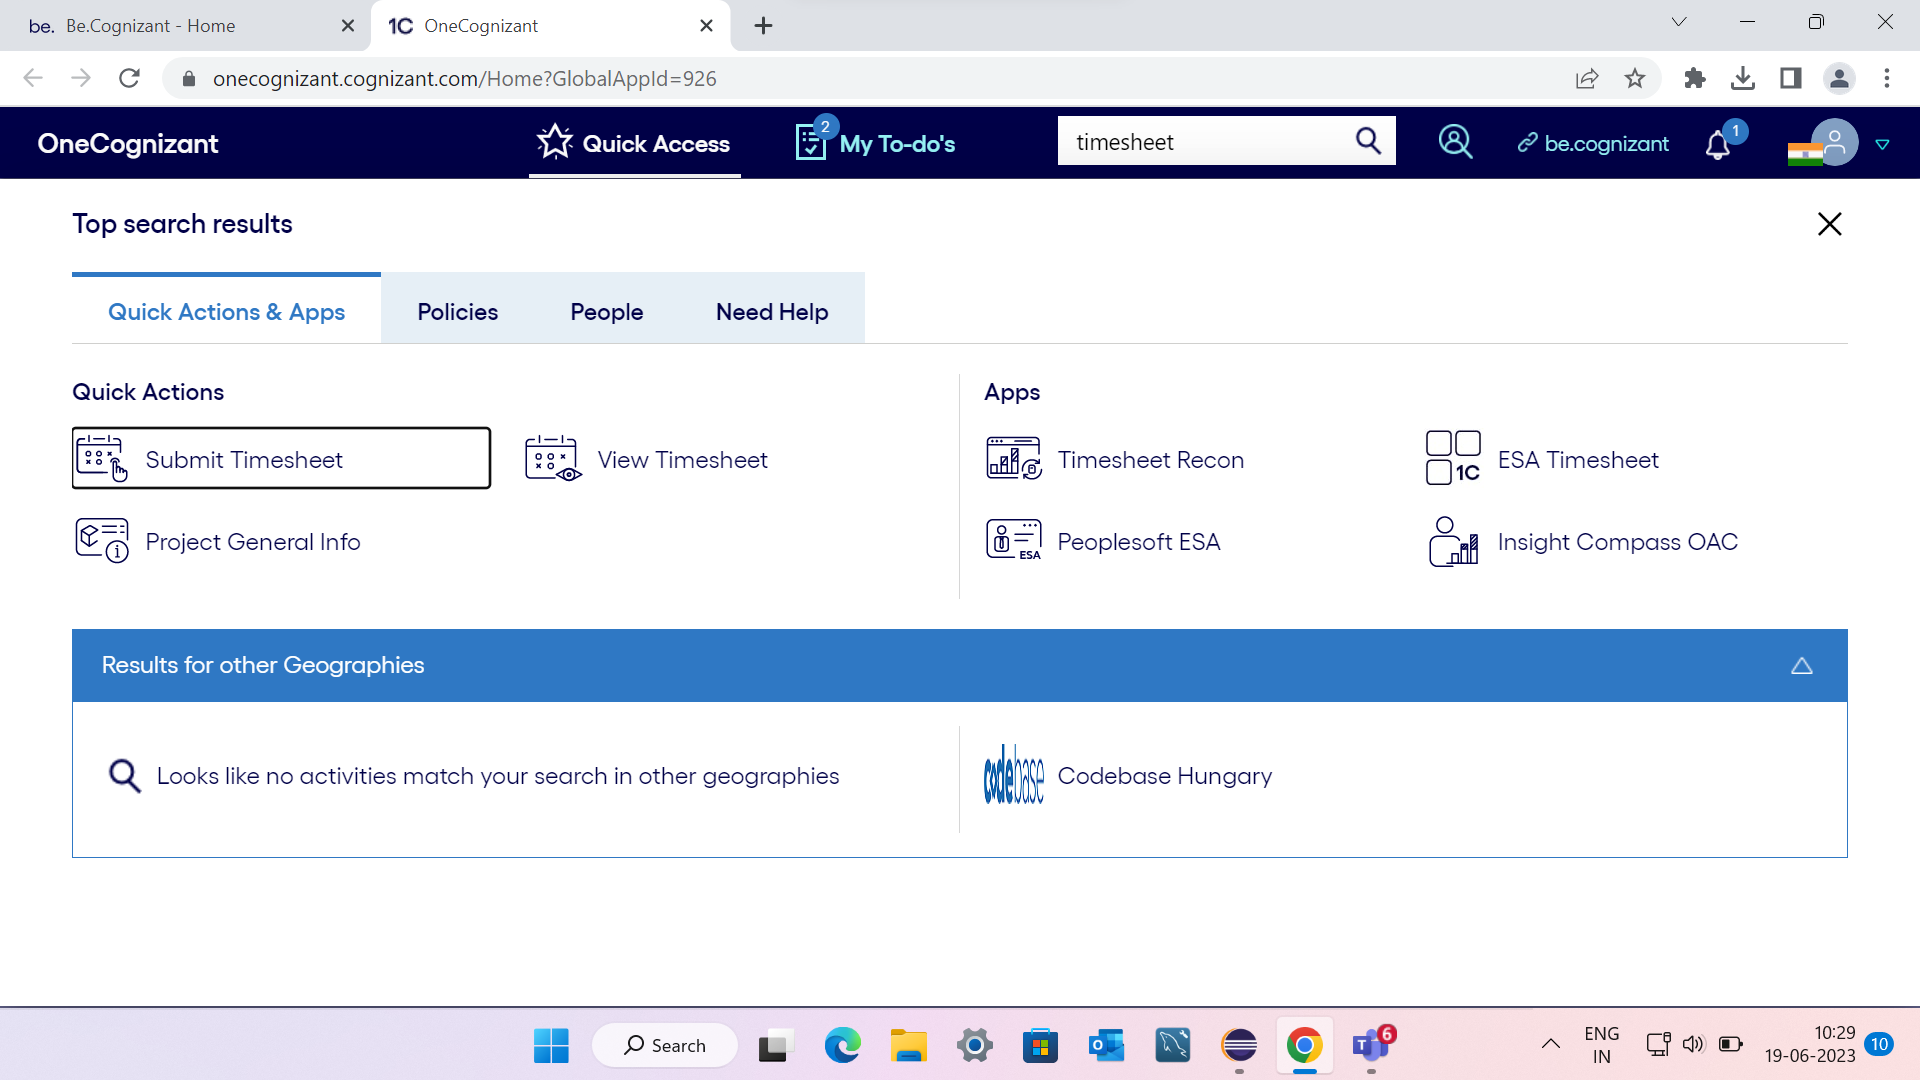 be. Be.Cognizant - Home
1C OneCognizant
onecognizant.cognizant.com/Home?GlobalAppId=926
OneCognizant
Quick Access
2
My To-do's
timesheet
be.cognizant
1
Top search results
Quick Actions & Apps
Policies
People
Need Help
Quick Actions
Apps
Submit Timesheet
View Timesheet
Timesheet Recon
1C
ESA Timesheet
Project General Info
ESA
Peoplesoft ESA
Insight Compass OAC
Results for other Geographies
Looks like no activities match your search in other geographies
codebase
Codebase Hungary
Search
6
ENG
IN
10:29
19-06-2023
10